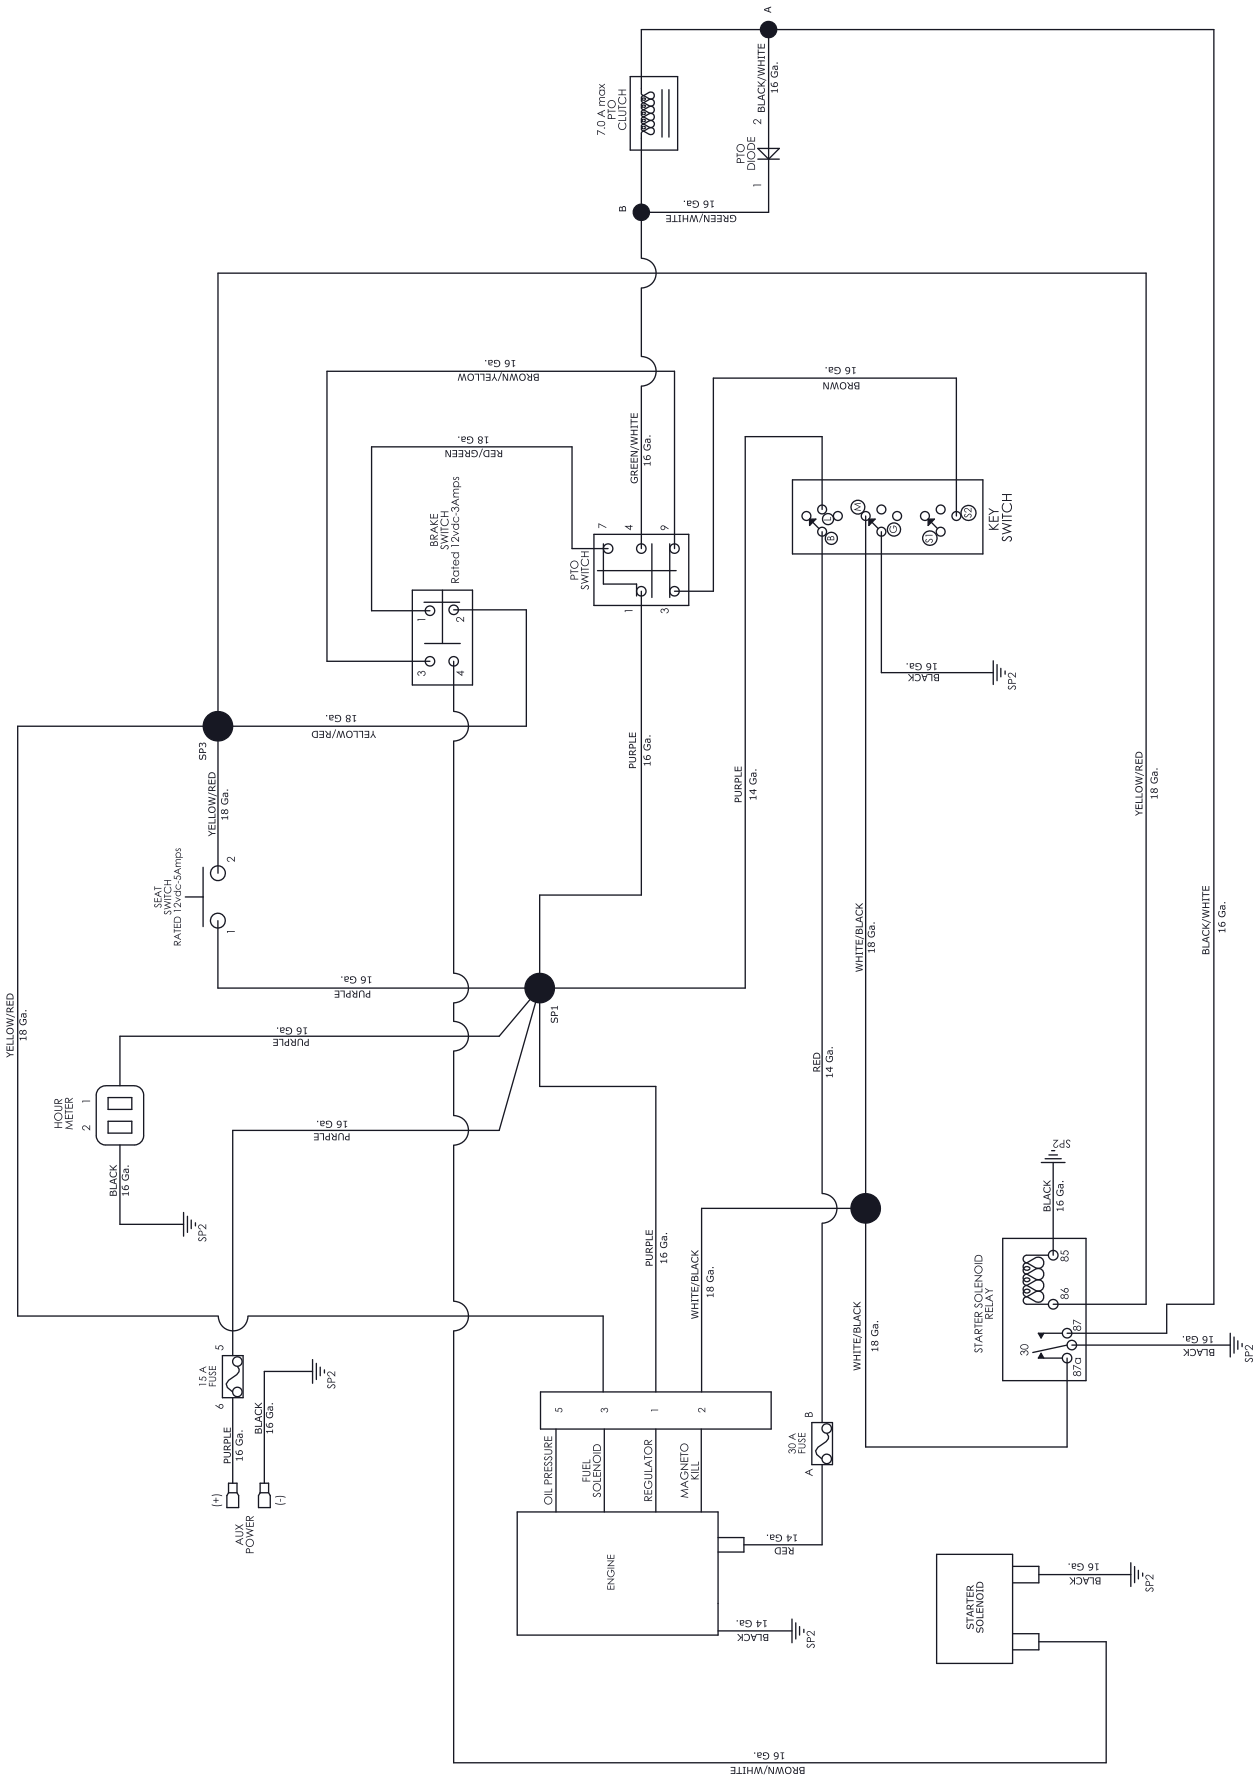 A
7.0 A max
PTO
CLUTCH
BLACK/WHITE
16 Ga.
2
PTO
DIODE
1
B
16 Ga.
GREEN/WHITE
16 Ga.
BROWN/YELLOW
16 Ga.
BROWN
18 Ga.
RED/GREEN
GREEN/WHITE
16 Ga.
BRAKE
SWITCH
Rated 12vdc-3Amps
1
2
3
4
PTO
SWITCH
7
4
9
1
3
M
L
B
G
S1
S2
KEY
SWITCH
16 Ga.
BLACK
SP2
SP3
18 Ga.
YELLOW/RED
YELLOW/RED
18 Ga.
PURPLE
16 Ga.
PURPLE
14 Ga.
YELLOW/RED
18 Ga.
SEAT
SWITCH
RATED 12vdc-5Amps
2
1
WHITE/BLACK
18 Ga.
BLACK/WHITE
16 Ga.
16 Ga.
PURPLE
SP1
YELLOW/RED
18 Ga.
16 Ga.
PURPLE
RED
14 Ga.
HOUR
METER
1
2
16 Ga.
PURPLE
BLACK
16 Ga.
SP2
SP2
BLACK
16 Ga.
PURPLE
16 Ga.
WHITE/BLACK
18 Ga.
STARTER SOLENOID
RELAY
85
86
87
30
87a
16 Ga.
BLACK
SP2
WHITE/BLACK
18 Ga.
15 A
FUSE
5
6
SP2
PURPLE
16 Ga.
BLACK
16 Ga.
(+)
(-)
AUX
POWER
5
3
1
2
OIL PRESSURE
FUEL
SOLENOID
REGULATOR
MAGNETO
KILL
30 A
FUSE
B
A
14 Ga.
RED
ENGINE
14 Ga.
BLACK
SP2
STARTER
SOLENOID
16 Ga.
BLACK
SP2
16 Ga.
BROWN/WHITE